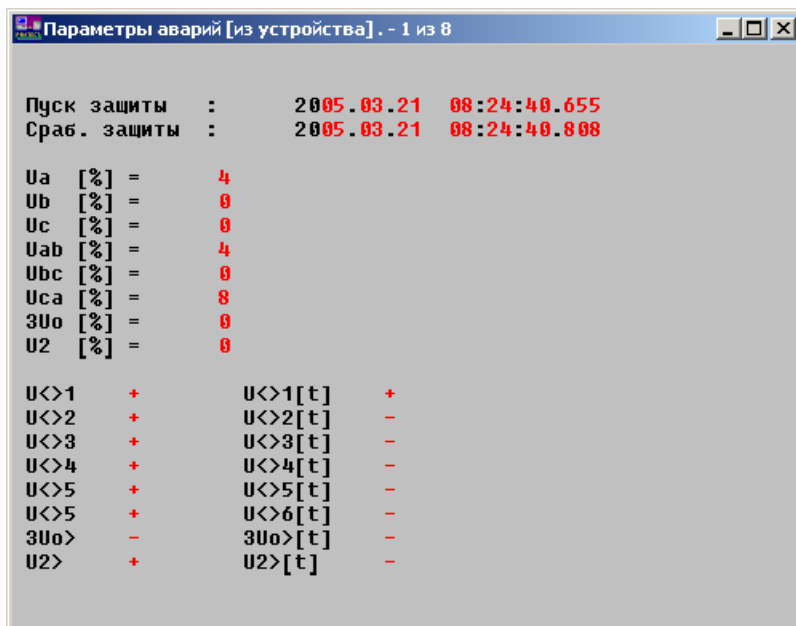 Параметры аварий [из устройства] . - 1 из 8
Пуск защиты : 2005.03.21 08:24:40.655
Сраб. защиты : 2005.03.21 08:24:40.808
Ua [%] = 4
Ub [%] = 0
Uc [%] = 0
Uab [%] = 4
Ubc [%] = 0
Uca [%] = 8
3Uo [%] = 0
U2 [%] = 0
U<>1 + U<>1[t] +
U<>2 + U<>2[t] -
U<>3 + U<>3[t] -
U<>4 + U<>4[t] -
U<>5 + U<>5[t] -
U<>5 + U<>6[t] -
3Uo> - 3Uo>[t] -
U2> + U2>[t] -